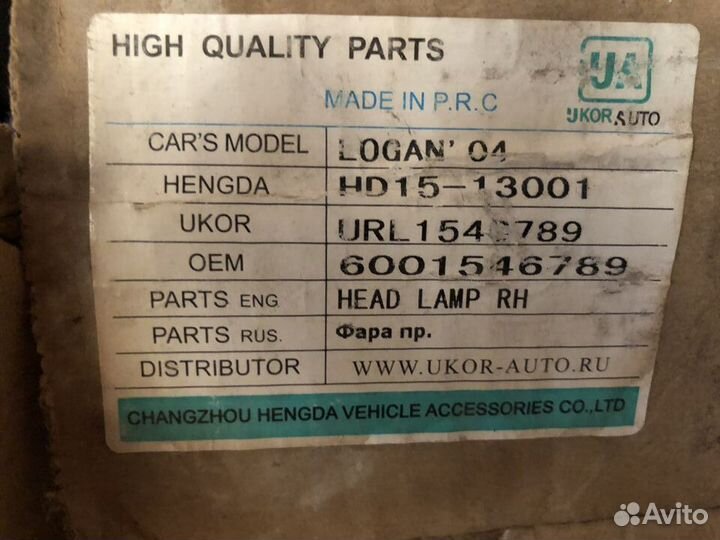 HIGH QUALITY PARTS
UA
MADE IN P.R.C
UKOR AUTO
CAR'S MODEL LOGAN' 04
HENGDA HD15-13001
UKOR URL1546789
OEM 6001546789
PARTS ENG HEAD LAMP RH
PARTS RUS. Фара пр.
DISTRIBUTOR WWW.UKOR-AUTO.RU
CHANGZHOU HENGDA VEHICLE ACCESSORIES CO.,LTD
Avito